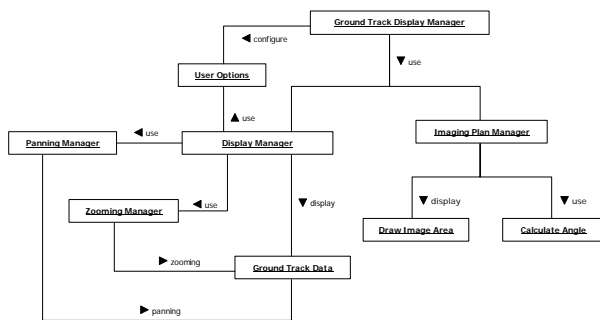 Ground Track Display Manager
configure
use
User Options
use
use
Panning Manager
Display Manager
Imaging Plan Manager
use
display
display
use
Zooming Manager
Draw Image Area
Calculate Angle
zooming
Ground Track Data
panning